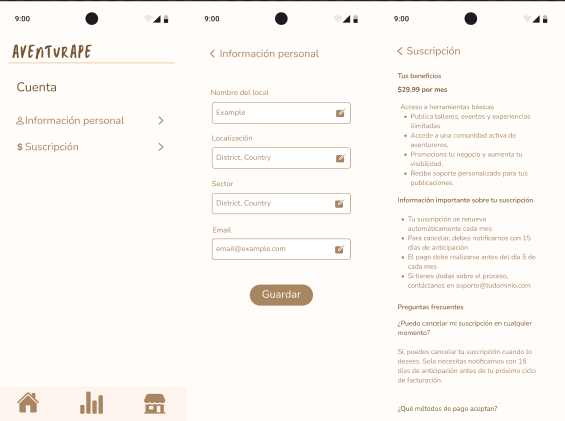 9:00
AVENTURAPE
Cuenta
Información personal
$ Suscripción
9:00
Información personal
Nombre del local
Example
Localización
District, Country
Sector
District, Country
Email
email@example.com
Guardar
9:00
Suscripción
Tus beneficios
$29.99 por mes
Acceso a herramientas básicas
• Publica talleres, eventos y experiencias
ilimitadas
• Accede a una comunidad activa de
aventureros.
• Promociona tu negocio y aumenta tu
visibilidad.
• Recibe soporte personalizado para tus
publicaciones.
Información importante sobre tu suscripción
• Tu suscripción se renueva
automáticamente cada mes
• Para cancelar, debes notificarnos con 15
días de anticipación
• El pago debe realizarse antes del día 5 de
cada mes
• Si tienes dudas sobre el proceso,
contáctanos en soporte@tudominio.com
Preguntas frecuentes
¿Puedo cancelar mi suscripción en cualquier
momento?
Sí, puedes cancelar tu suscripción cuando lo
desees. Solo necesitas notificarnos con 15
días de anticipación antes de tu próximo ciclo
de facturación.
¿Qué métodos de pago aceptan?